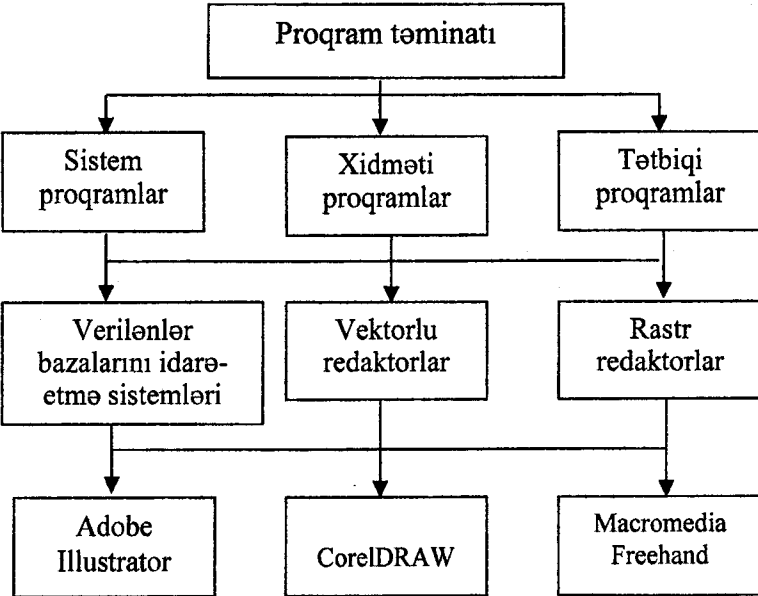 Proqram təminatı
Sistem
proqramlar
Xidməti
proqramlar
Tətbiqi
proqramlar
Verilənlər
bazalarını idarə-
etmə sistemləri
Vektorlu
redaktorlar
Rastr
redaktorlar
Adobe
Illustrator
CorelDRAW
Macromedia
Freehand